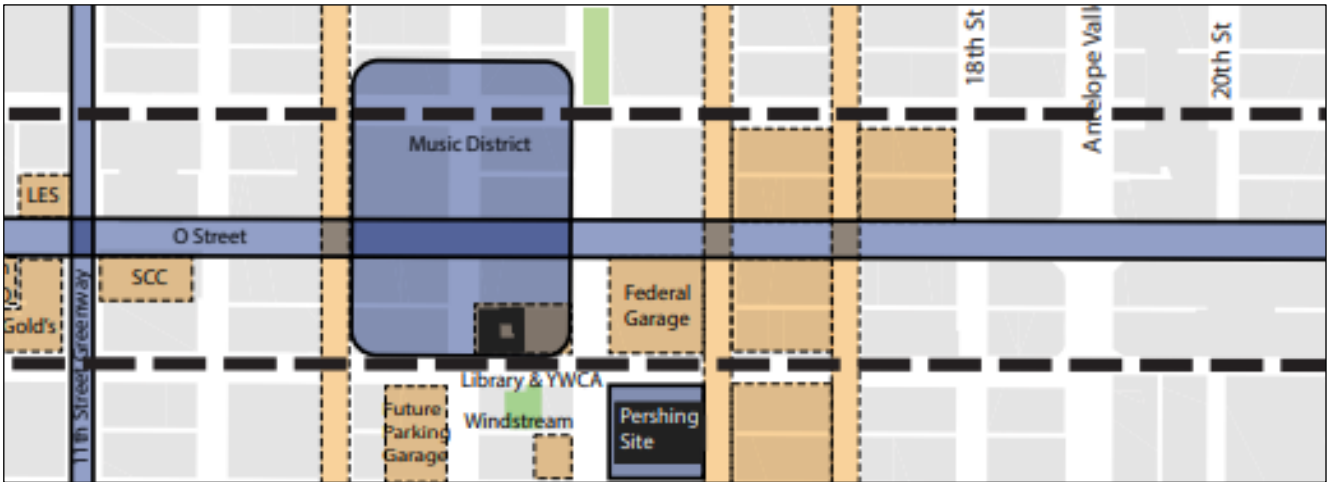 18th St
Antelope Vall
20th St
Music District
LES
O Street
SCC
Gold's
11th Street Greenway
Federal
Garage
Library & YWCA
Future
Parking
Garage
Windstream
Pershing
Site